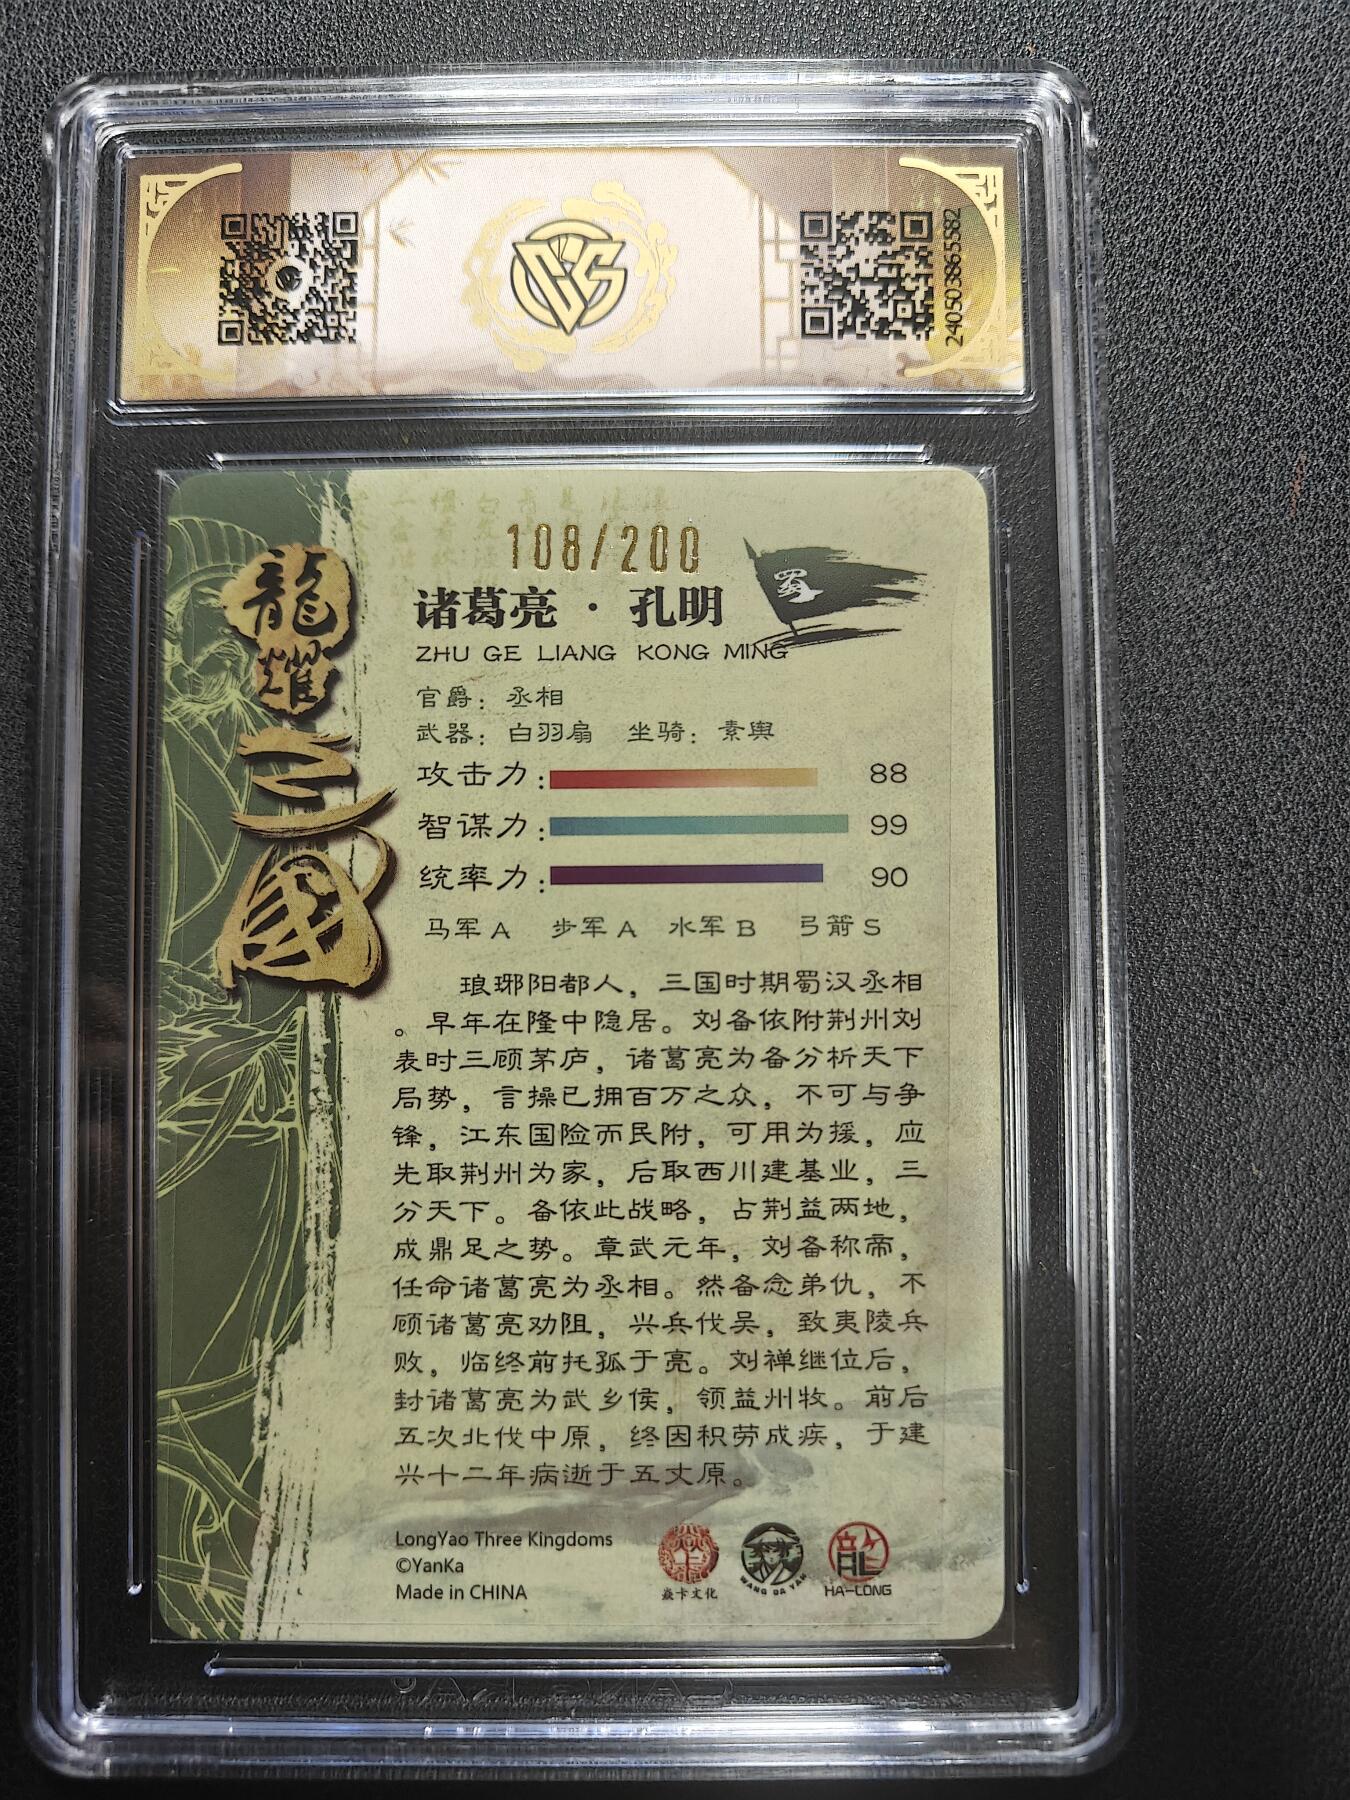 CCS
240503865582
108/200
龍耀三國
诸葛亮·孔明
蜀
ZHU GE LIANG KONG MING
官爵：丞相
武器：白羽扇 坐骑：素舆
攻击力： 88
智谋力： 99
统率力： 90
马军A 步军A 水军B 弓箭S
琅琊阳都人，三国时期蜀汉丞相
。早年在隆中隐居。刘备依附荆州刘
表时三顾茅庐，诸葛亮为备分析天下
局势，言操已拥百万之众，不可与争
锋，江东国险而民附，可用为援，应
先取荆州为家，后取西川建基业，三
分天下。备依此战略，占荆益两地，
成鼎足之势。章武元年，刘备称帝，
任命诸葛亮为丞相。然备念弟仇，不
顾诸葛亮劝阻，兴兵伐吴，致夷陵兵
败，临终前托孤于亮。刘禅继位后，
封诸葛亮为武乡侯，领益州牧。前后
五次北伐中原，终因积劳成疾，于建
兴十二年病逝于五丈原。
LongYao Three Kingdoms
©YanKa
Made in CHINA
焱卡文化
WANG DA YAN
HA-LONG